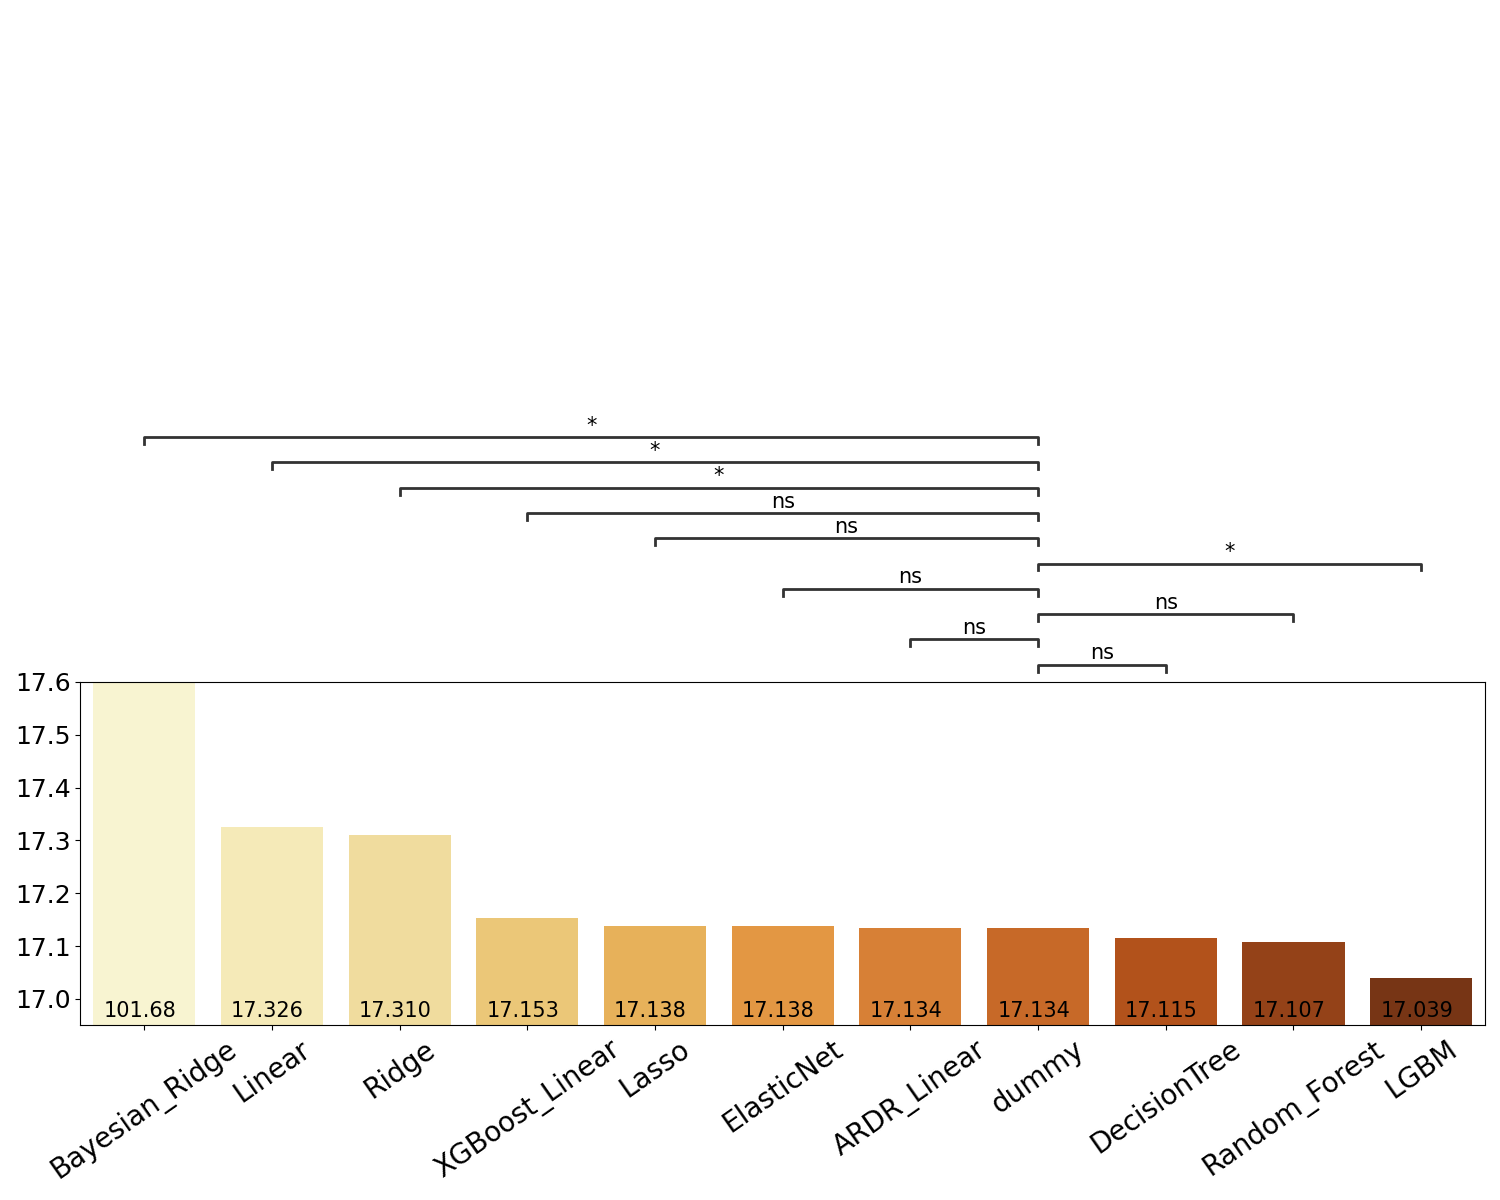 *
*
*
ns
ns
*
ns
ns
ns
ns
17.6
17.5
17.4
17.3
17.2
17.1
17.0
101.68 17.326 17.310 17.153 17.138 17.138 17.134 17.134 17.115 17.107 17.039
Bayesian_Ridge Linear Ridge XGBoost_Linear Lasso ElasticNet ARDR_Linear dummy DecisionTree Random_Forest LGBM